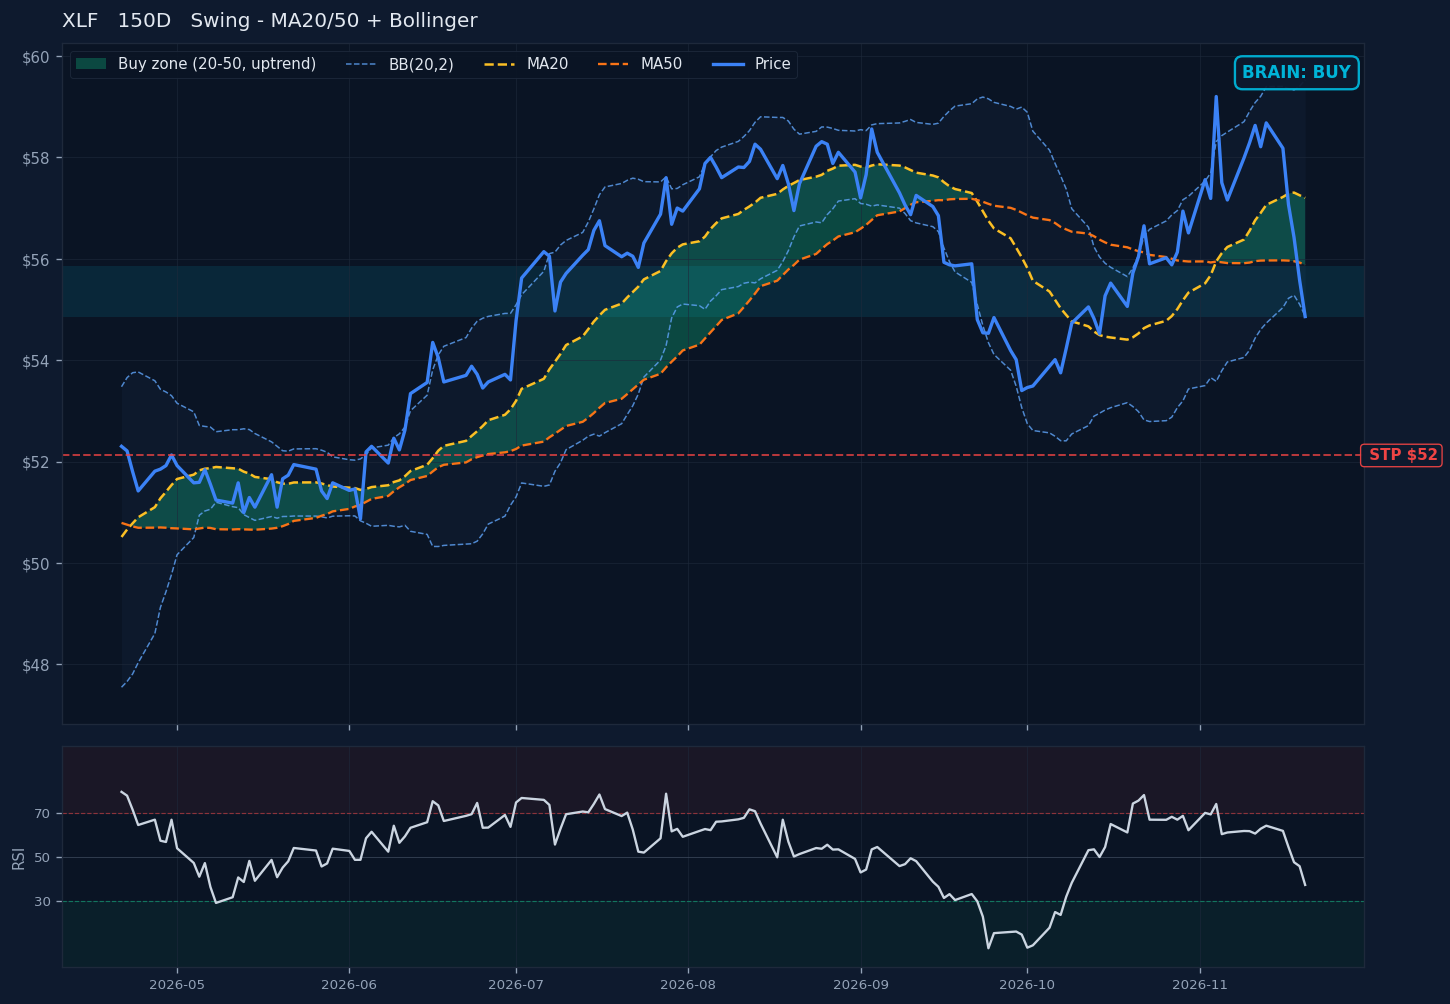 XLF 150D Swing - MA20/50 + Bollinger
Buy zone (20-50, uptrend) BB(20,2) MA20 MA50 Price
BRAIN: BUY
$60
$58
$56
$54
$52
$50
$48
STP $52
RSI
70
50
30
2026-05 2026-06 2026-07 2026-08 2026-09 2026-10 2026-11